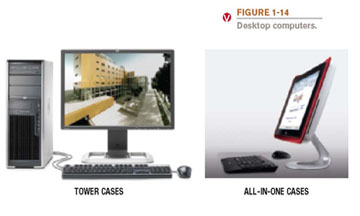 FIGURE 1-14
Desktop computers.
TOWER CASES
ALL-IN-ONE CASES